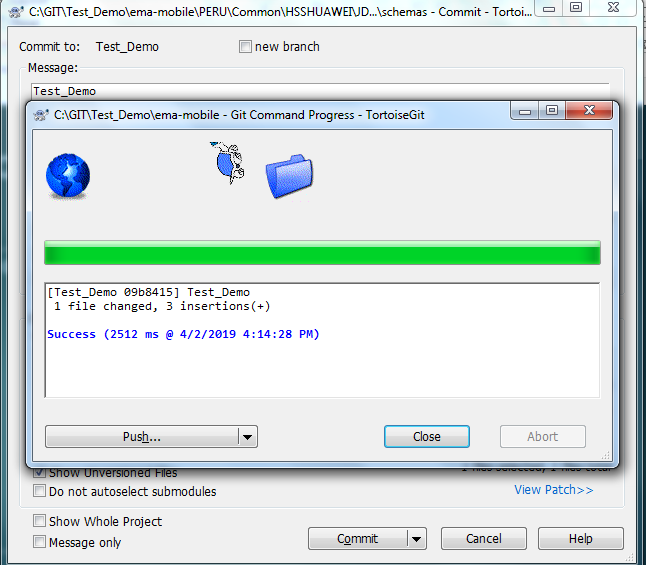 C:\GIT\Test_Demo\ema-mobile\PERU\Common\HSSHUAWEI\JD...\schemas - Commit - Tortoi...
Commit to: Test_Demo new branch
Message:
Test_Demo
C:\GIT\Test_Demo\ema-mobile - Git Command Progress - TortoiseGit
[Test_Demo 09b8415] Test_Demo
1 file changed, 3 insertions(+)
Success (2512 ms @ 4/2/2019 4:14:28 PM)
Push... Close Abort
Show Unversioned Files
Do not autoselect submodules View Patch>>
Show Whole Project
Message only
Commit Cancel Help